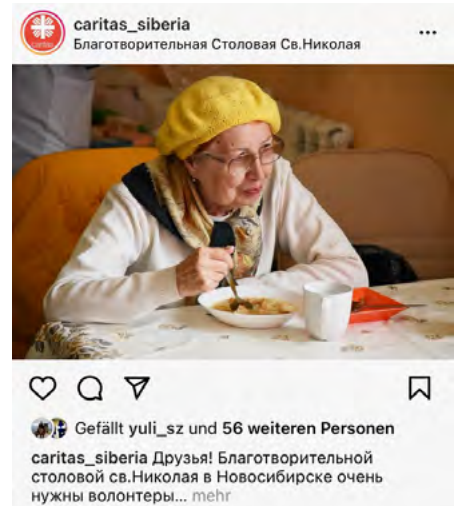 caritas_siberia
Благотворительная Столовая Св.Николая
Gefällt yuli_sz und 56 weiteren Personen
caritas_siberia Друзья! Благотворительной
столовой св.Николая в Новосибирске очень
нужны волонтеры... mehr